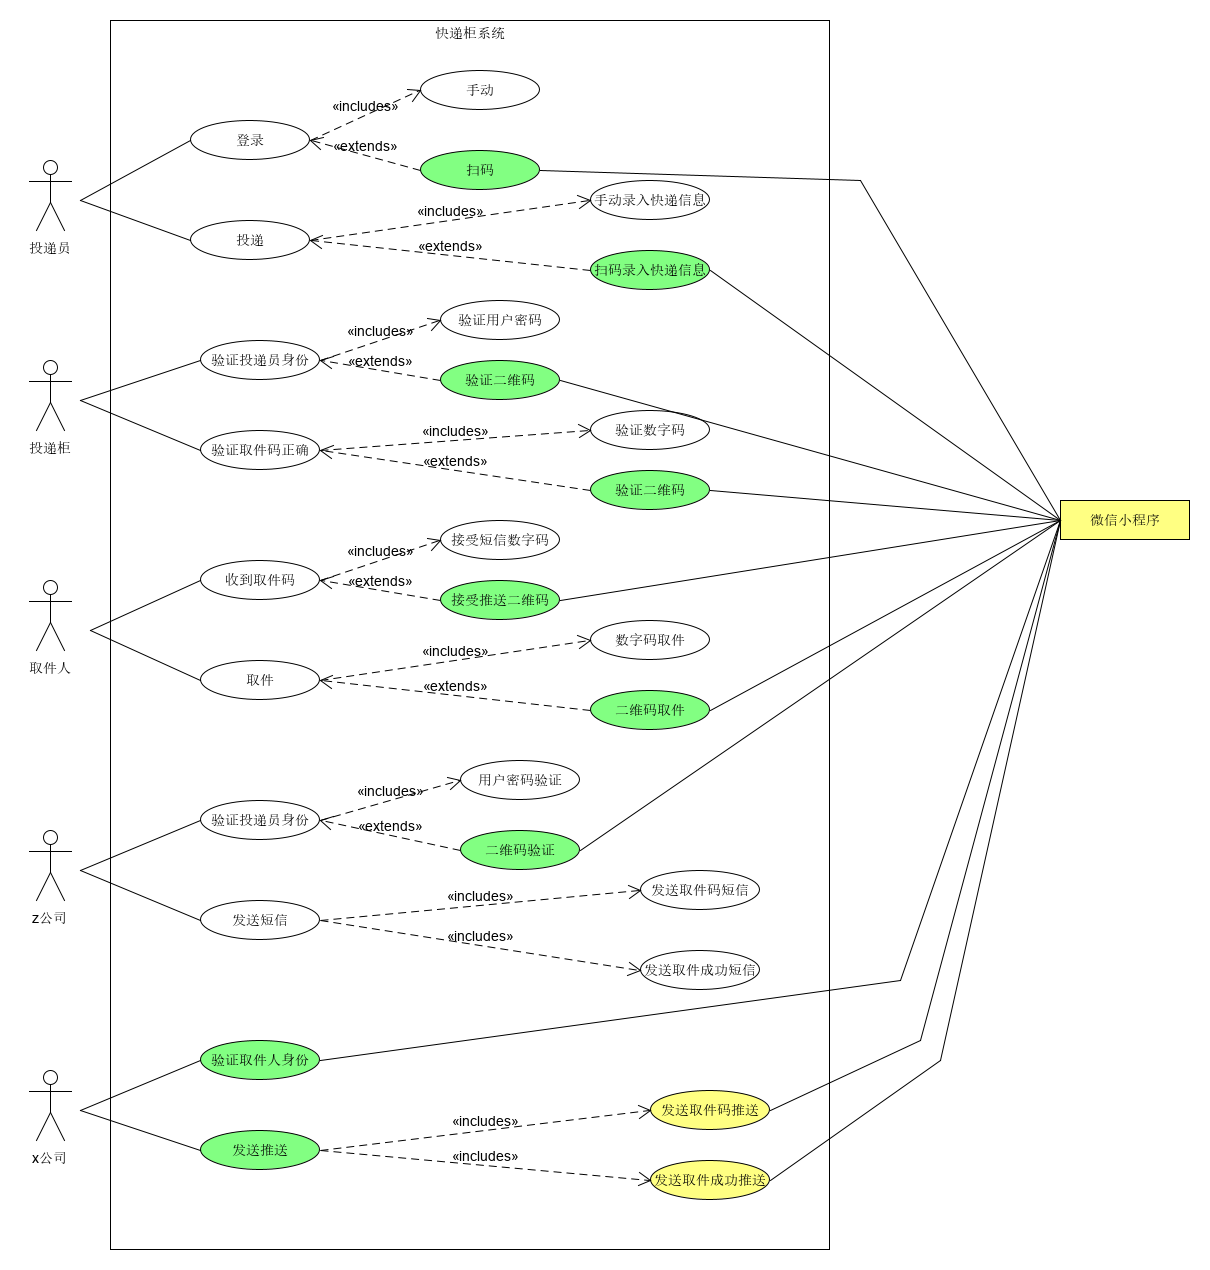 快递柜系统
手动
«includes»
登录
«extends»
扫码
手动录入快递信息
«includes»
投递
«extends»
投递员
扫码录入快递信息
验证用户密码
«includes»
验证投递员身份
«extends»
验证二维码
«includes»
验证数字码
投递柜
验证取件码正确
«extends»
验证二维码
微信小程序
接受短信数字码
«includes»
收到取件码
«extends»
接受推送二维码
数字码取件
«includes»
取件人
取件
«extends»
二维码取件
用户密码验证
«includes»
验证投递员身份
«extends»
二维码验证
发送取件码短信
«includes»
z公司
发送短信
«includes»
发送取件成功短信
验证取件人身份
发送取件码推送
«includes»
x公司
发送推送
«includes»
发送取件成功推送